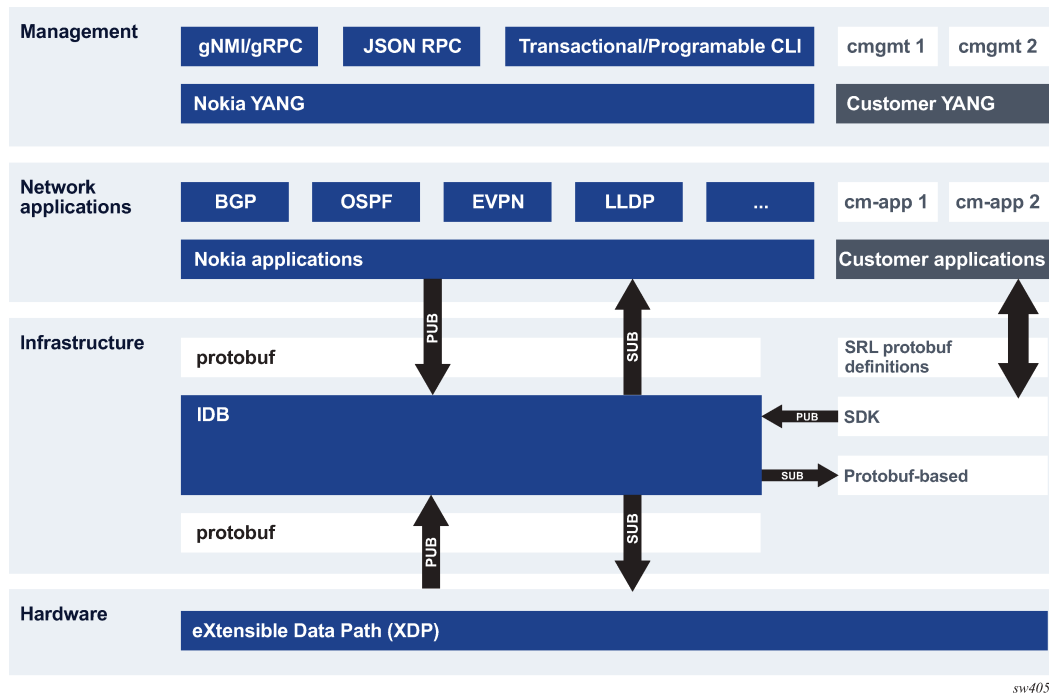 Management
gNMI/gRPC
JSON RPC
Transactional/Programable CLI
cmgmt 1
cmgmt 2
Nokia YANG
Customer YANG
Network
applications
BGP
OSPF
EVPN
LLDP
...
cm-app 1
cm-app 2
Nokia applications
Customer applications
PUB
SUB
Infrastructure
protobuf
SRL protobuf
definitions
IDB
PUB
SDK
SUB
Protobuf-based
protobuf
PUB
SUB
Hardware
eXtensible Data Path (XDP)
sw405